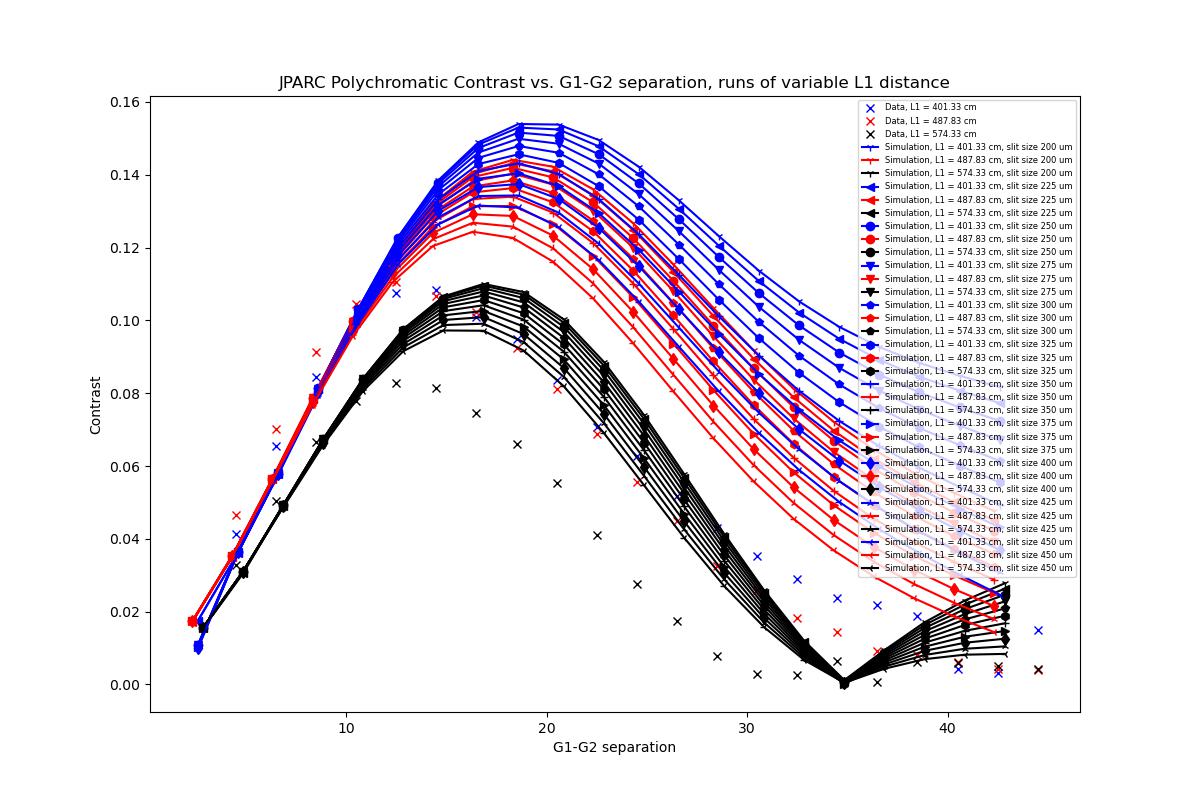 JPARC Polychromatic Contrast vs. G1-G2 separation, runs of variable L1 distance
0.16
0.14
0.12
0.10
0.08
0.06
0.04
0.02
0.00
Contrast
10
20
30
40
G1-G2 separation
Data, L1 = 401.33 cm
Data, L1 = 487.83 cm
Data, L1 = 574.33 cm
Simulation, L1 = 401.33 cm, slit size 200 um
Simulation, L1 = 487.83 cm, slit size 200 um
Simulation, L1 = 574.33 cm, slit size 200 um
Simulation, L1 = 401.33 cm, slit size 225 um
Simulation, L1 = 487.83 cm, slit size 225 um
Simulation, L1 = 574.33 cm, slit size 225 um
Simulation, L1 = 401.33 cm, slit size 250 um
Simulation, L1 = 487.83 cm, slit size 250 um
Simulation, L1 = 574.33 cm, slit size 250 um
Simulation, L1 = 401.33 cm, slit size 275 um
Simulation, L1 = 487.83 cm, slit size 275 um
Simulation, L1 = 574.33 cm, slit size 275 um
Simulation, L1 = 401.33 cm, slit size 300 um
Simulation, L1 = 487.83 cm, slit size 300 um
Simulation, L1 = 574.33 cm, slit size 300 um
Simulation, L1 = 401.33 cm, slit size 325 um
Simulation, L1 = 487.83 cm, slit size 325 um
Simulation, L1 = 574.33 cm, slit size 325 um
Simulation, L1 = 401.33 cm, slit size 350 um
Simulation, L1 = 487.83 cm, slit size 350 um
Simulation, L1 = 574.33 cm, slit size 350 um
Simulation, L1 = 401.33 cm, slit size 375 um
Simulation, L1 = 487.83 cm, slit size 375 um
Simulation, L1 = 574.33 cm, slit size 375 um
Simulation, L1 = 401.33 cm, slit size 400 um
Simulation, L1 = 487.83 cm, slit size 400 um
Simulation, L1 = 574.33 cm, slit size 400 um
Simulation, L1 = 401.33 cm, slit size 425 um
Simulation, L1 = 487.83 cm, slit size 425 um
Simulation, L1 = 574.33 cm, slit size 425 um
Simulation, L1 = 401.33 cm, slit size 450 um
Simulation, L1 = 487.83 cm, slit size 450 um
Simulation, L1 = 574.33 cm, slit size 450 um